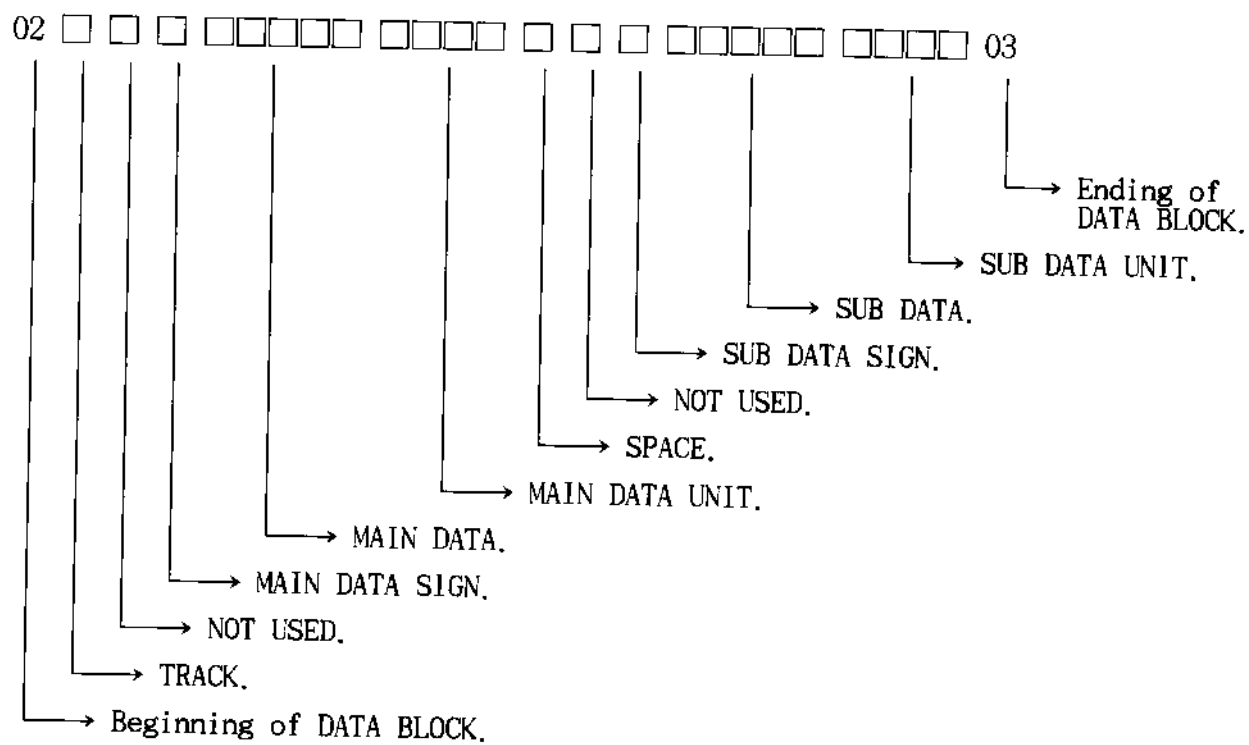 02 □ □ □ □□□□□ □□□□ □ □ □ □□□□□ □□□□ 03
Ending of
DATA BLOCK.
SUB DATA UNIT.
SUB DATA.
SUB DATA SIGN.
NOT USED.
SPACE.
MAIN DATA UNIT.
MAIN DATA.
MAIN DATA SIGN.
NOT USED.
TRACK.
Beginning of DATA BLOCK.